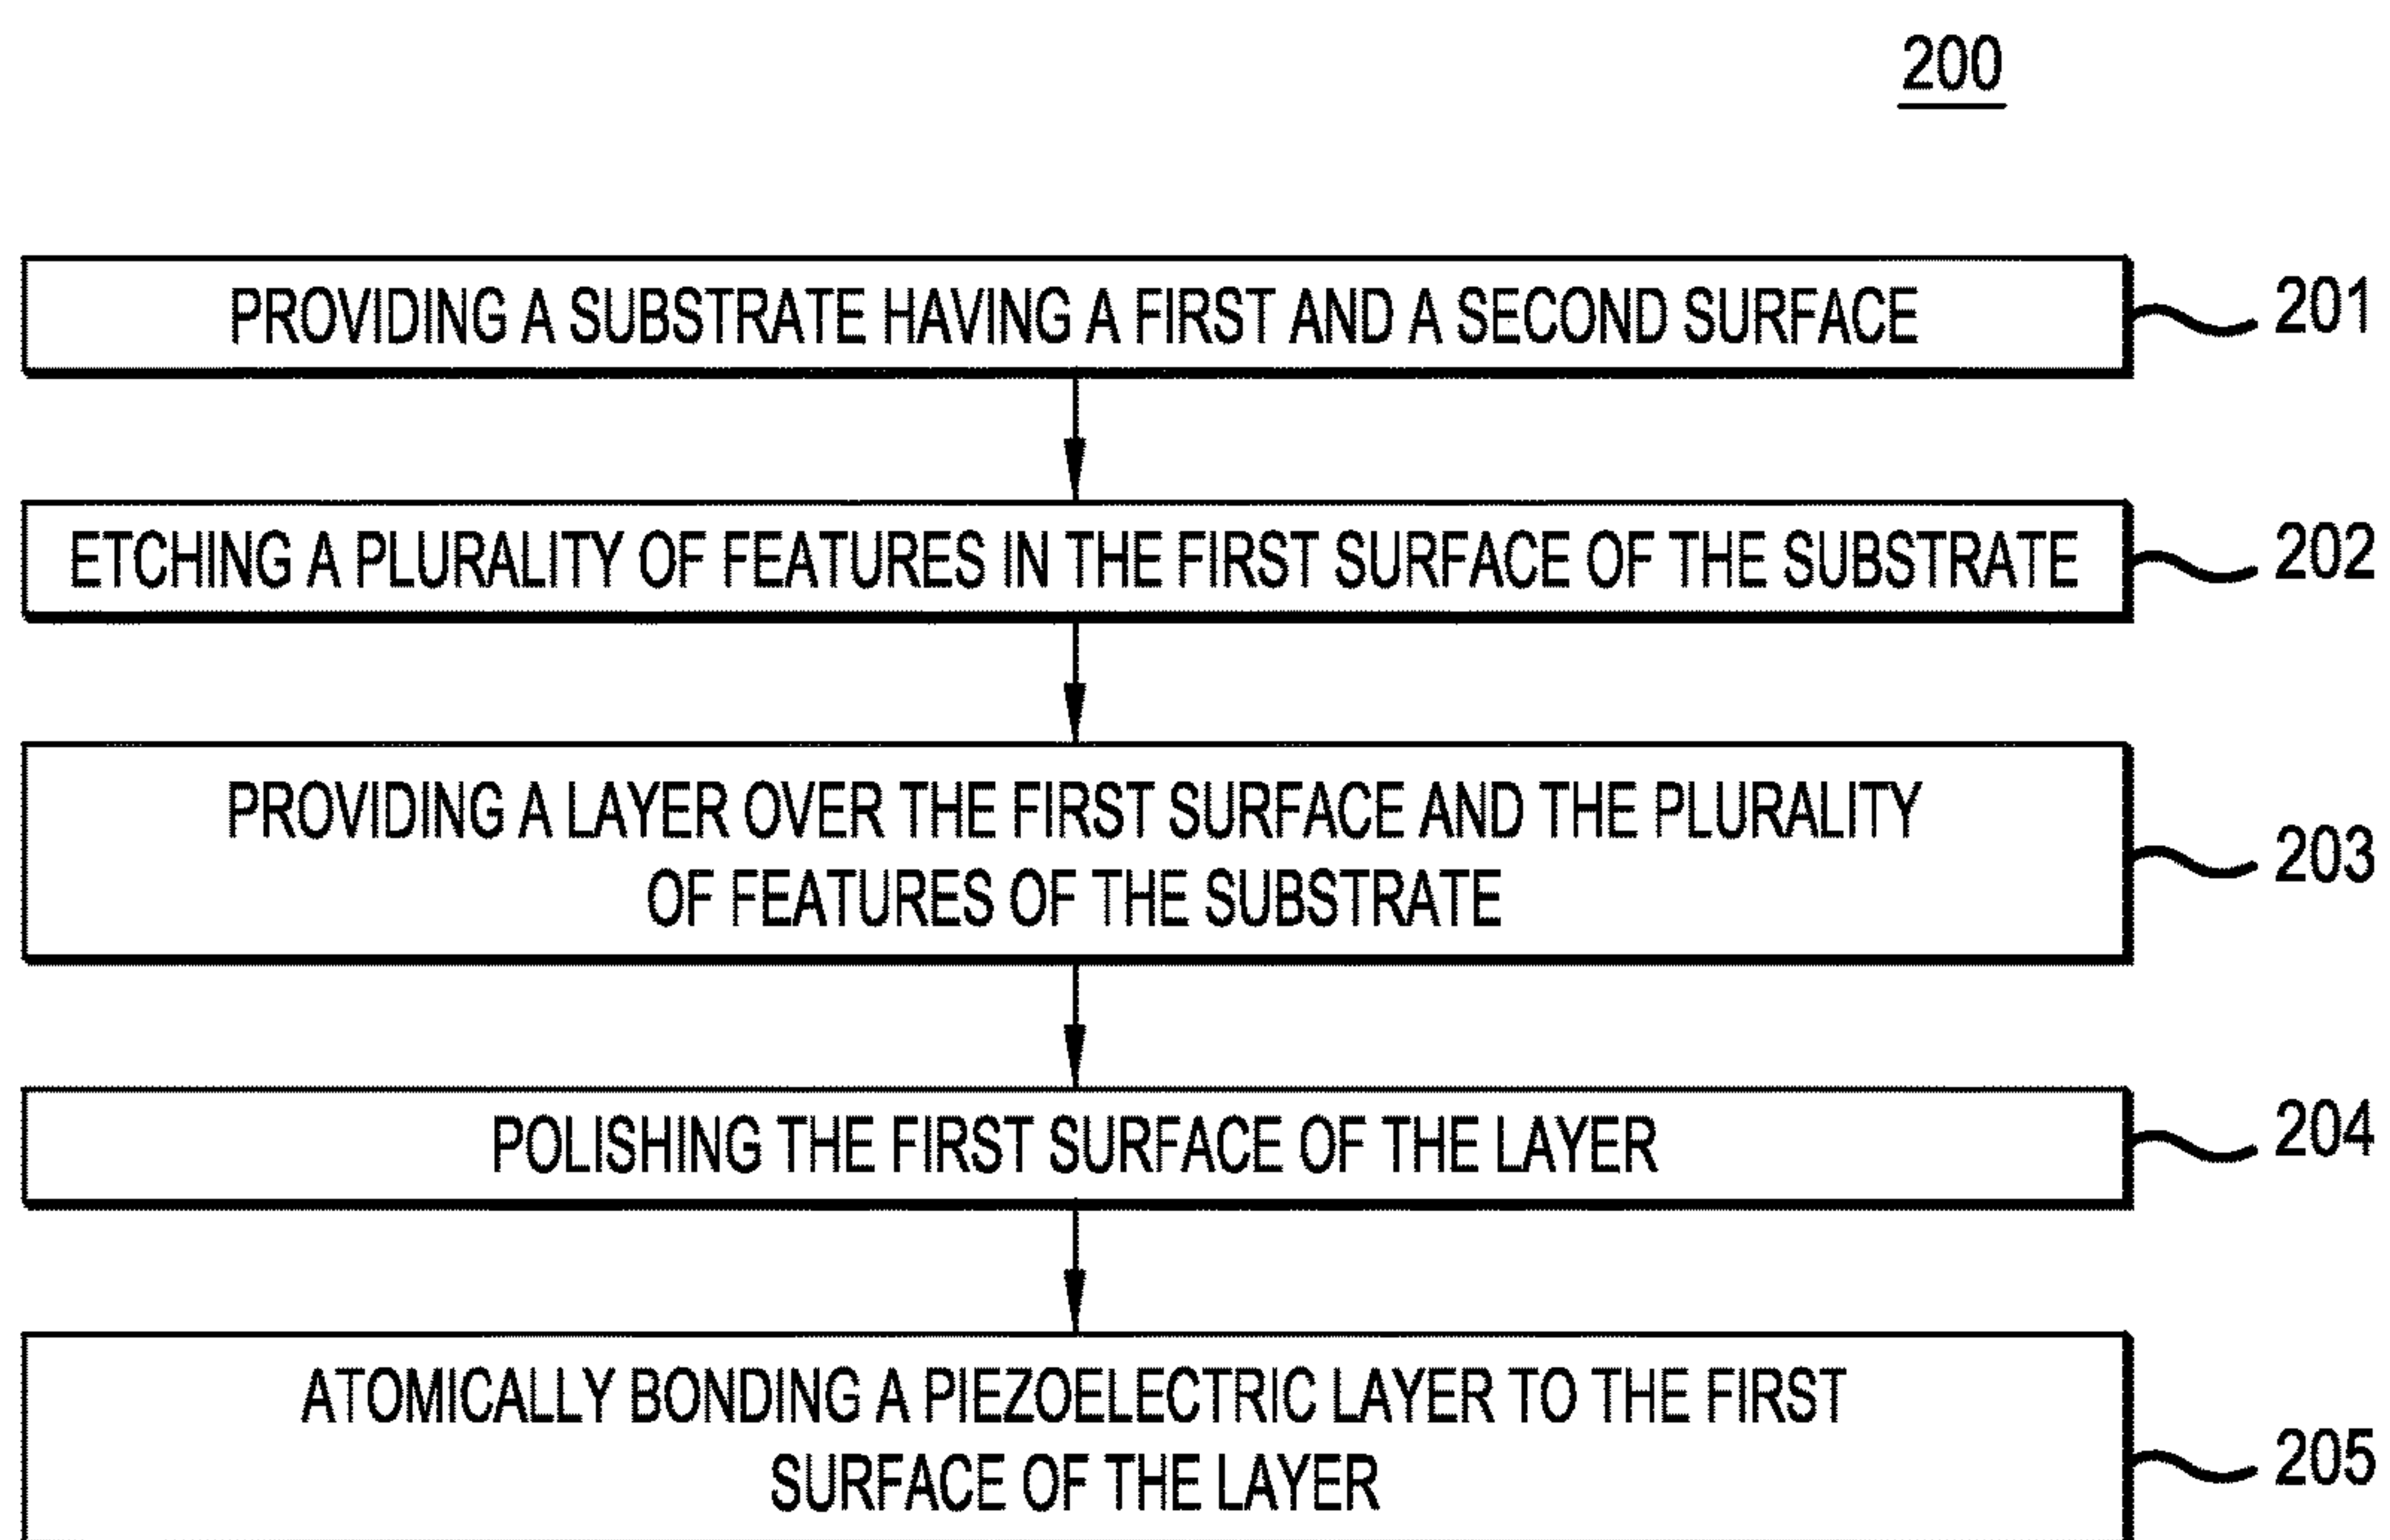 200
PROVIDING A SUBSTRATE HAVING A FIRST AND A SECOND SURFACE
201
ETCHING A PLURALITY OF FEATURES IN THE FIRST SURFACE OF THE SUBSTRATE
202
PROVIDING A LAYER OVER THE FIRST SURFACE AND THE PLURALITY
OF FEATURES OF THE SUBSTRATE
203
POLISHING THE FIRST SURFACE OF THE LAYER
204
ATOMICALLY BONDING A PIEZOELECTRIC LAYER TO THE FIRST
SURFACE OF THE LAYER
205